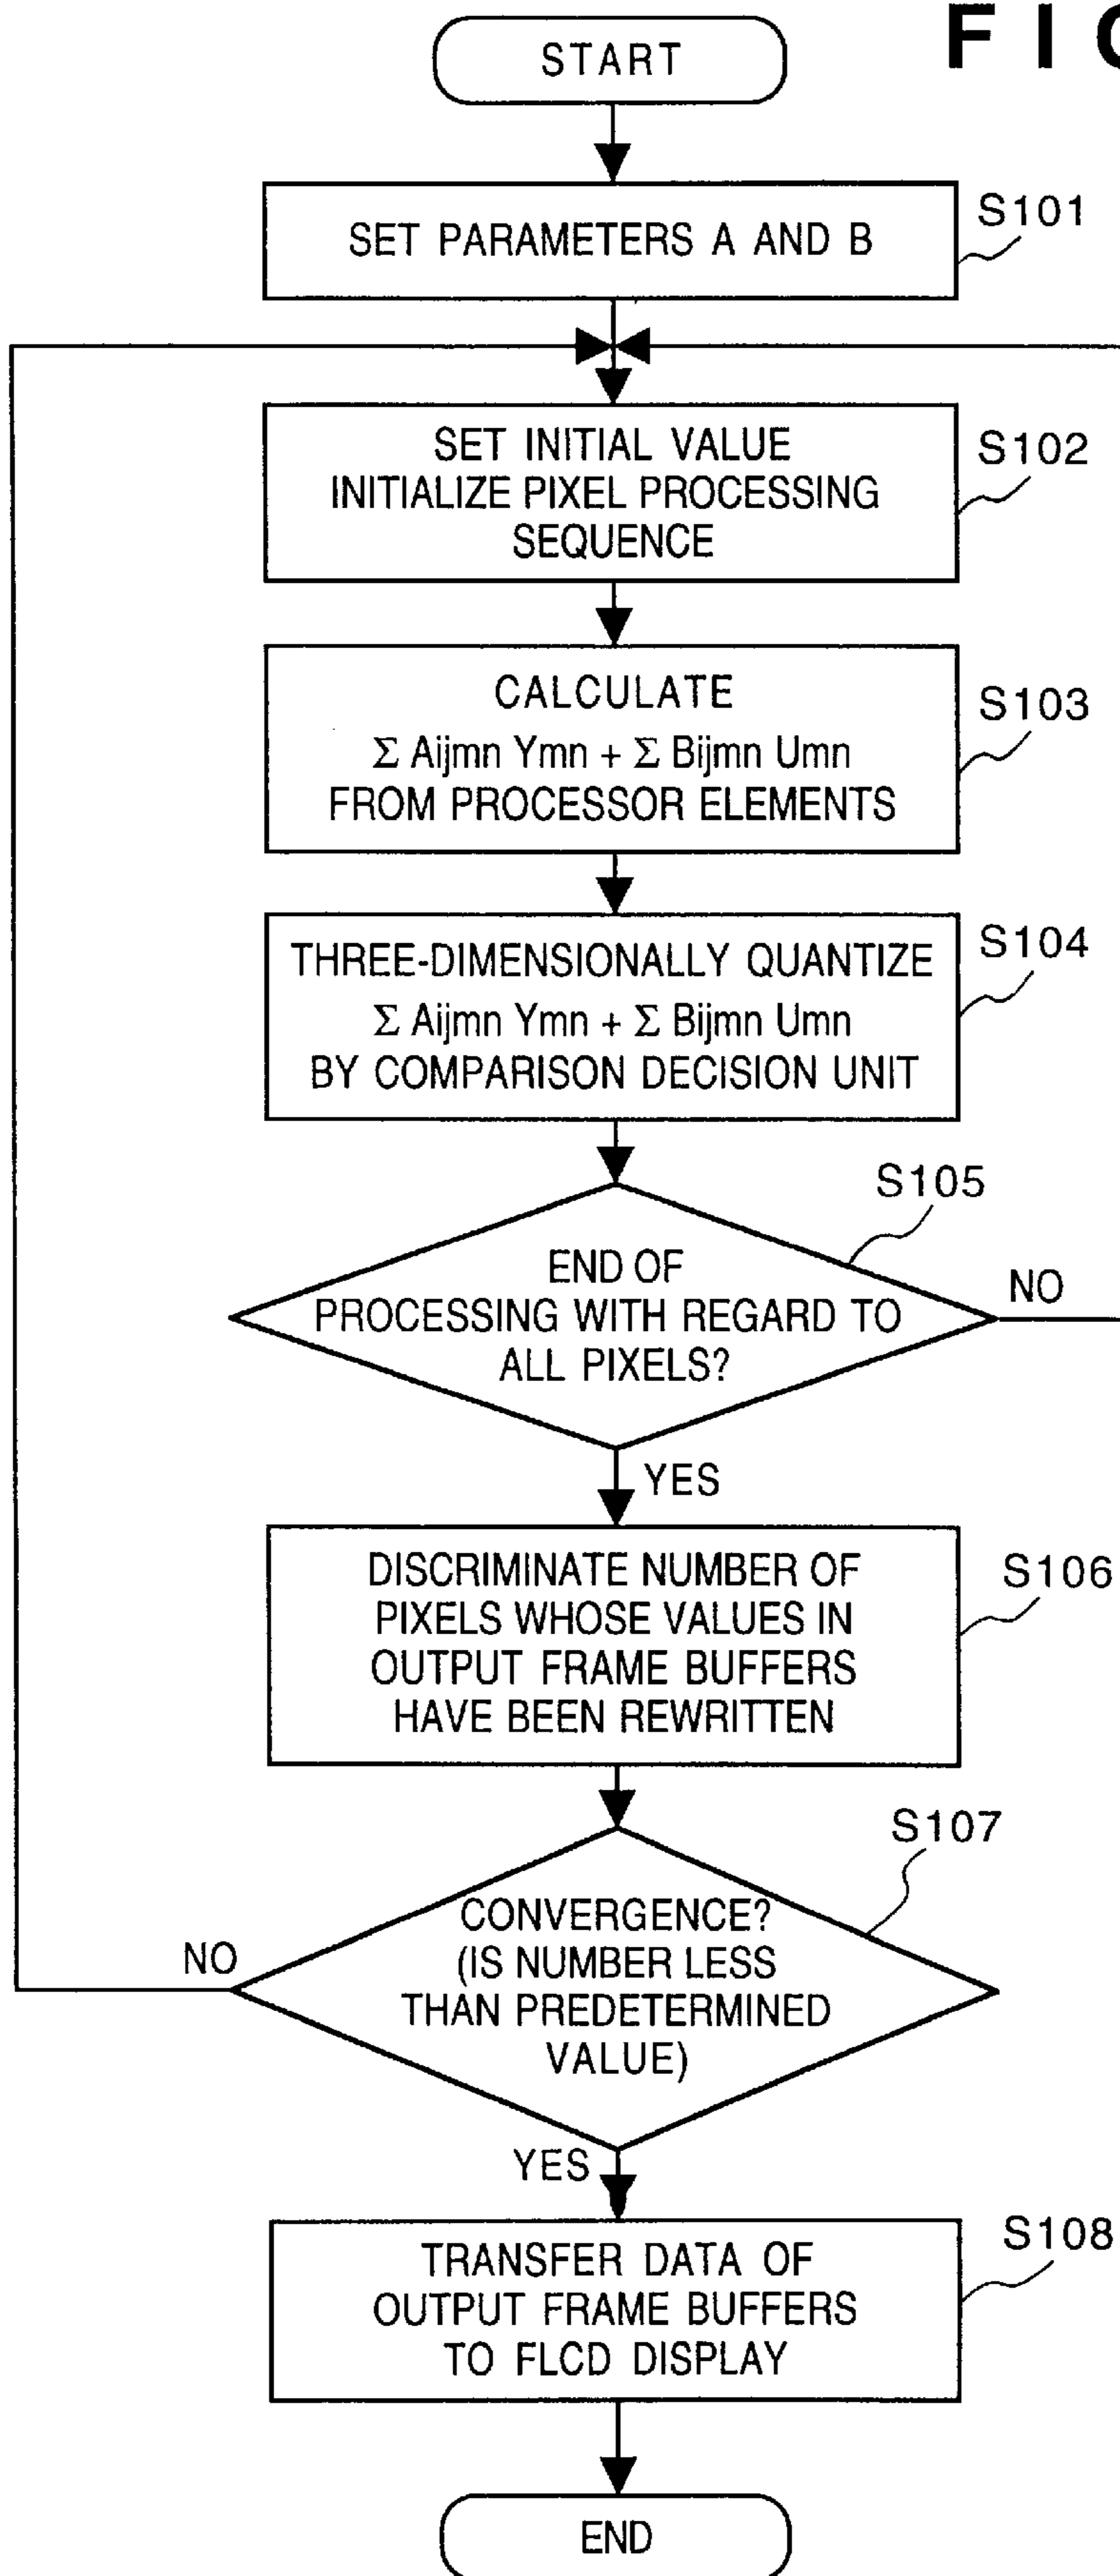 F I
START
SET PARAMETERS A AND B
S101
SET INITIAL VALUE
INITIALIZE PIXEL PROCESSING
SEQUENCE
S102
CALCULATE
Σ Aijmn Ymn + Σ Bijmn Umn
FROM PROCESSOR ELEMENTS
S103
THREE-DIMENSIONALLY QUANTIZE
Σ Aijmn Ymn + Σ Bijmn Umn
BY COMPARISON DECISION UNIT
S104
S105
END OF
PROCESSING WITH REGARD TO
ALL PIXELS?
NO
YES
DISCRIMINATE NUMBER OF
PIXELS WHOSE VALUES IN
OUTPUT FRAME BUFFERS
HAVE BEEN REWRITTEN
S106
S107
CONVERGENCE?
(IS NUMBER LESS
THAN PREDETERMINED
VALUE)
NO
YES
TRANSFER DATA OF
OUTPUT FRAME BUFFERS
TO FLCD DISPLAY
S108
END